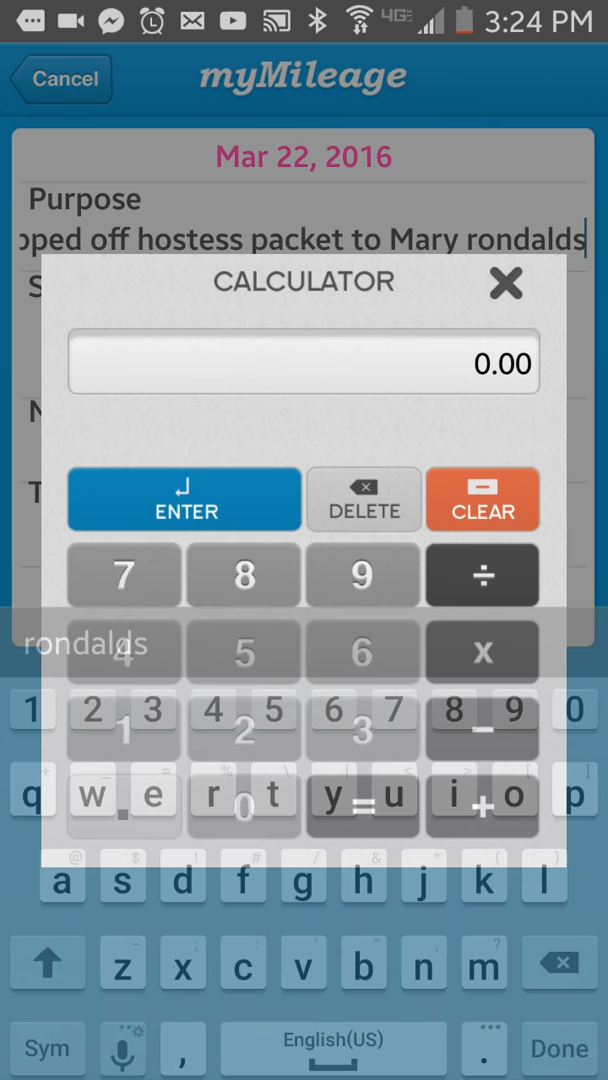 4G 3:24 PM
Cancel myMileage
Mar 22, 2016
Purpose
pped off hostess packet to Mary rondalds
S
CALCULATOR
0.00
N
T
ENTER DELETE CLEAR
7 8 9 ÷
rondalds
4 5 6 x
1 2 3 4 5 6 7 8 9 0
1 2 3 –
q w e r t y u i o p
. 0 = +
@ $ ! # / & * ( )
a s d f g h j k l
z x c v b n m
Sym , English(US) . Done